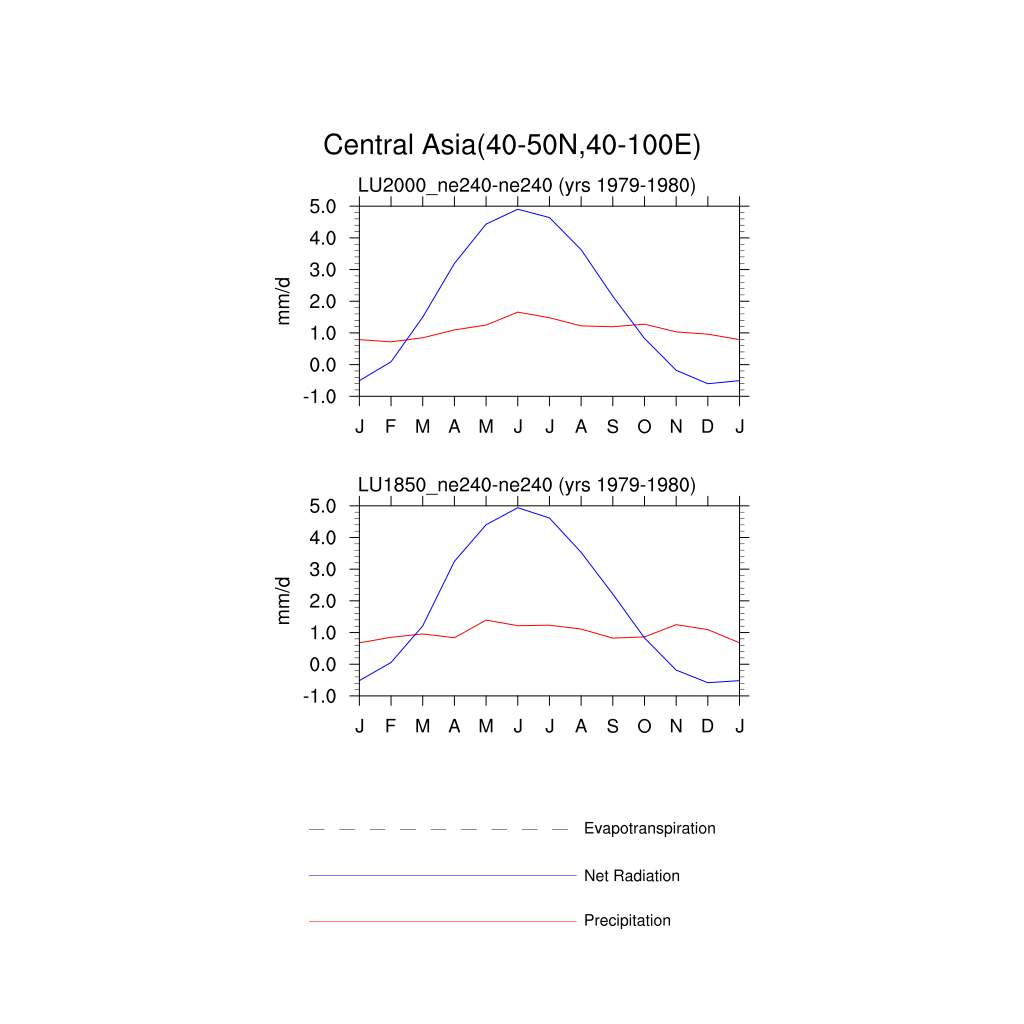 Central Asia(40-50N,40-100E)
LU2000_ne240-ne240 (yrs 1979-1980)
5.0
4.0
3.0
2.0
1.0
0.0
-1.0
mm/d
J F M A M J J A S O N D J
LU1850_ne240-ne240 (yrs 1979-1980)
5.0
4.0
3.0
2.0
1.0
0.0
-1.0
mm/d
J F M A M J J A S O N D J
Evapotranspiration
Net Radiation
Precipitation